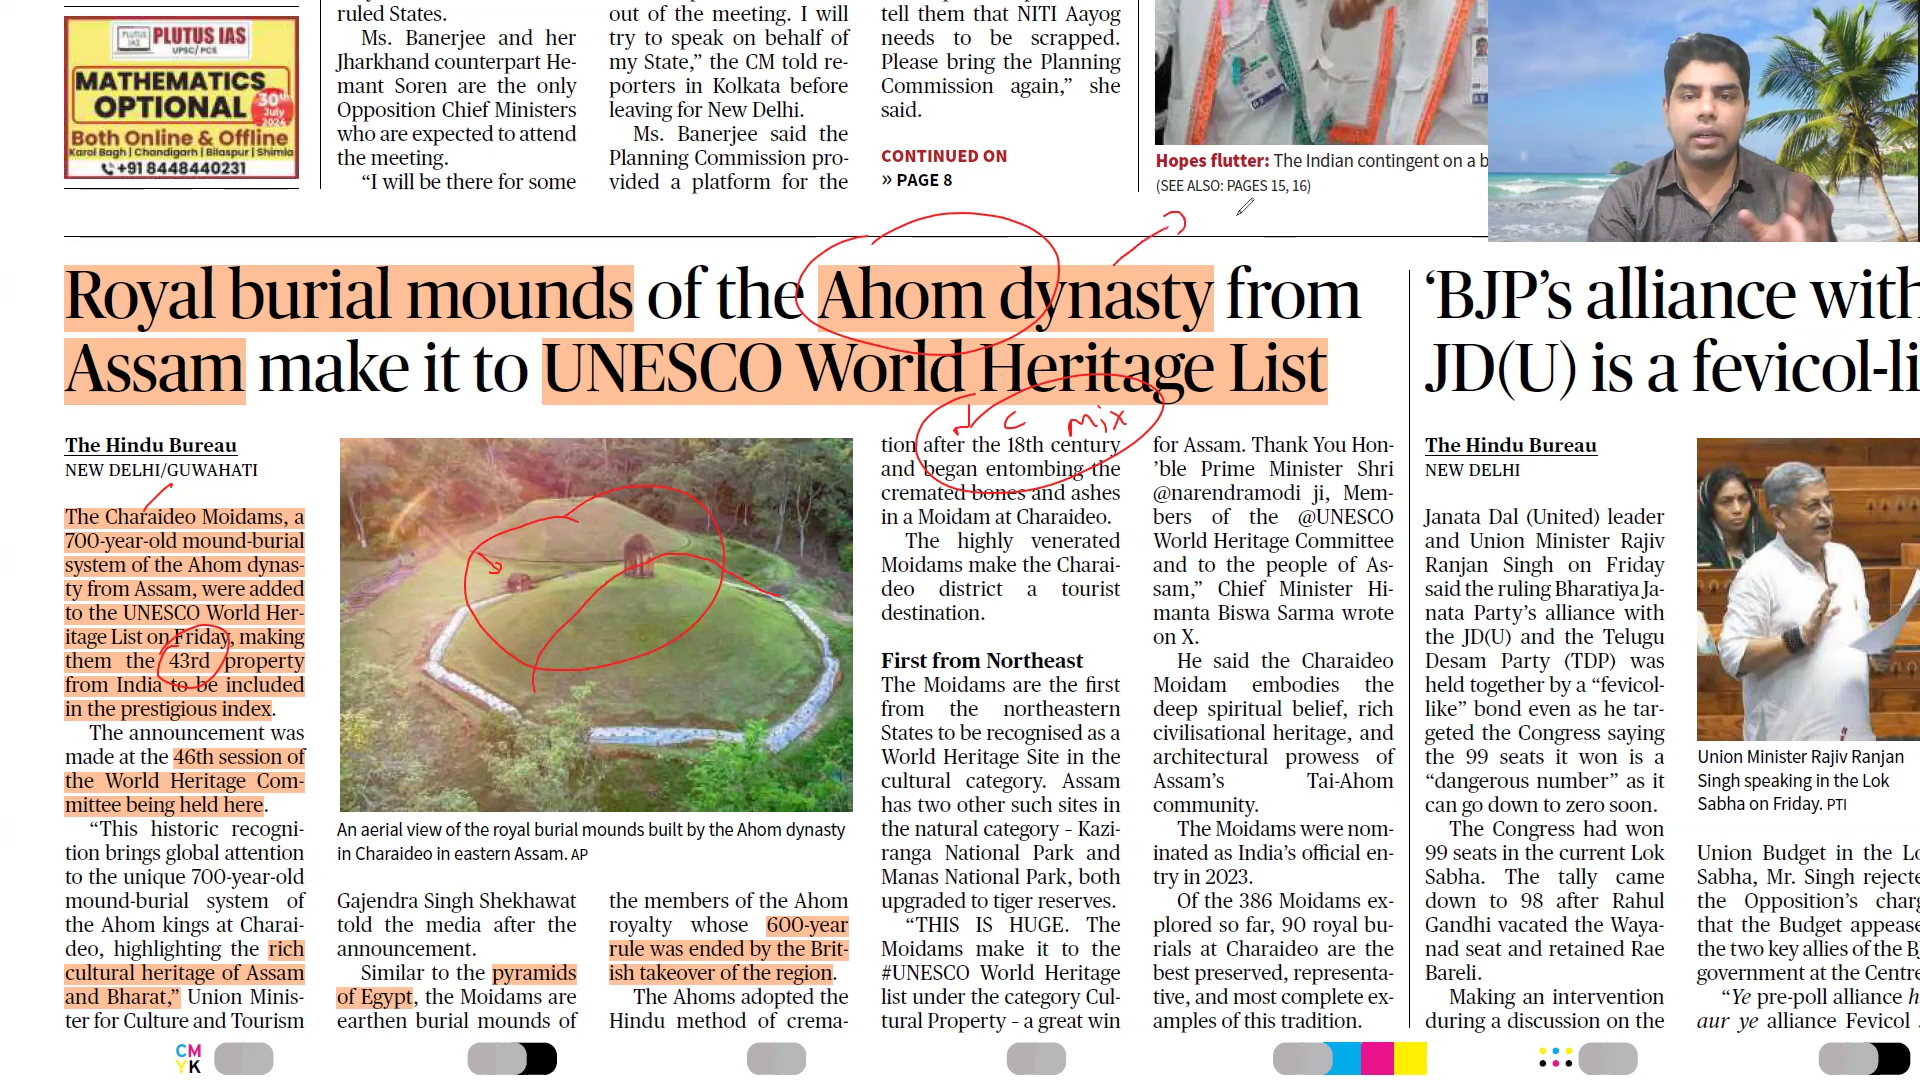 PLUTUS IAS
UPSC/ PCS
MATHEMATICS
OPTIONAL
30th
July
2024
Both Online & Offline
Karol Bagh | Chandigarh | Bilaspur | Shimla
+91 8448440231
ruled States.
Ms. Banerjee and her
Jharkhand counterpart He-
mant Soren are the only
Opposition Chief Ministers
who are expected to attend
the meeting.
“I will be there for some
out of the meeting. I will
try to speak on behalf of
my State,” the CM told re-
porters in Kolkata before
leaving for New Delhi.
Ms. Banerjee said the
Planning Commission pro-
vided a platform for the
tell them that NITI Aayog
needs to be scrapped.
Please bring the Planning
Commission again,” she
said.
CONTINUED ON
» PAGE 8
Hopes flutter: The Indian contingent on a b
(SEE ALSO: PAGES 15, 16)
Royal burial mounds of the Ahom dynasty from
Assam make it to UNESCO World Heritage List
C mix
The Hindu Bureau
NEW DELHI/GUWAHATI
The Charaideo Moidams, a
700-year-old mound-burial
system of the Ahom dynas-
ty from Assam, were added
to the UNESCO World Her-
itage List on Friday, making
them the 43rd property
from India to be included
in the prestigious index.
The announcement was
made at the 46th session of
the World Heritage Com-
mittee being held here.
“This historic recogni-
tion brings global attention
to the unique 700-year-old
mound-burial system of
the Ahom kings at Charai-
deo, highlighting the rich
cultural heritage of Assam
and Bharat,” Union Minis-
ter for Culture and Tourism
An aerial view of the royal burial mounds built by the Ahom dynasty
in Charaideo in eastern Assam. AP
Gajendra Singh Shekhawat
told the media after the
announcement.
Similar to the pyramids
of Egypt, the Moidams are
earthen burial mounds of
the members of the Ahom
royalty whose 600-year
rule was ended by the Brit-
ish takeover of the region.
The Ahoms adopted the
Hindu method of crema-
tion after the 18th century
and began entombing the
cremated bones and ashes
in a Moidam at Charaideo.
The highly venerated
Moidams make the Charai-
deo district a tourist
destination.
First from Northeast
The Moidams are the first
from the northeastern
States to be recognised as a
World Heritage Site in the
cultural category. Assam
has two other such sites in
the natural category - Kazi-
ranga National Park and
Manas National Park, both
upgraded to tiger reserves.
“THIS IS HUGE. The
Moidams make it to the
#UNESCO World Heritage
list under the category Cul-
tural Property - a great win
for Assam. Thank You Hon-
’ble Prime Minister Shri
@narendramodi ji, Mem-
bers of the @UNESCO
World Heritage Committee
and to the people of As-
sam,” Chief Minister Hi-
manta Biswa Sarma wrote
on X.
He said the Charaideo
Moidam embodies the
deep spiritual belief, rich
civilisational heritage, and
architectural prowess of
Assam’s Tai-Ahom
community.
The Moidams were nom-
inated as India’s official en-
try in 2023.
Of the 386 Moidams ex-
plored so far, 90 royal bu-
rials at Charaideo are the
best preserved, representa-
tive, and most complete ex-
amples of this tradition.
‘BJP’s alliance with
JD(U) is a fevicol-li
The Hindu Bureau
NEW DELHI
Janata Dal (United) leader
and Union Minister Rajiv
Ranjan Singh on Friday
said the ruling Bharatiya Ja-
nata Party’s alliance with
the JD(U) and the Telugu
Desam Party (TDP) was
held together by a “fevicol-
like” bond even as he tar-
geted the Congress saying
the 99 seats it won is a
“dangerous number” as it
can go down to zero soon.
The Congress had won
99 seats in the current Lok
Sabha. The tally came
down to 98 after Rahul
Gandhi vacated the Waya-
nad seat and retained Rae
Bareli.
Making an intervention
during a discussion on the
Union Minister Rajiv Ranjan
Singh speaking in the Lok
Sabha on Friday. PTI
Union Budget in the Lo
Sabha, Mr. Singh rejecte
the Opposition’s charg
that the Budget appease
the two key allies of the BJ
government at the Centre
“Ye pre-poll alliance h
aur ye alliance Fevicol
CM
YK